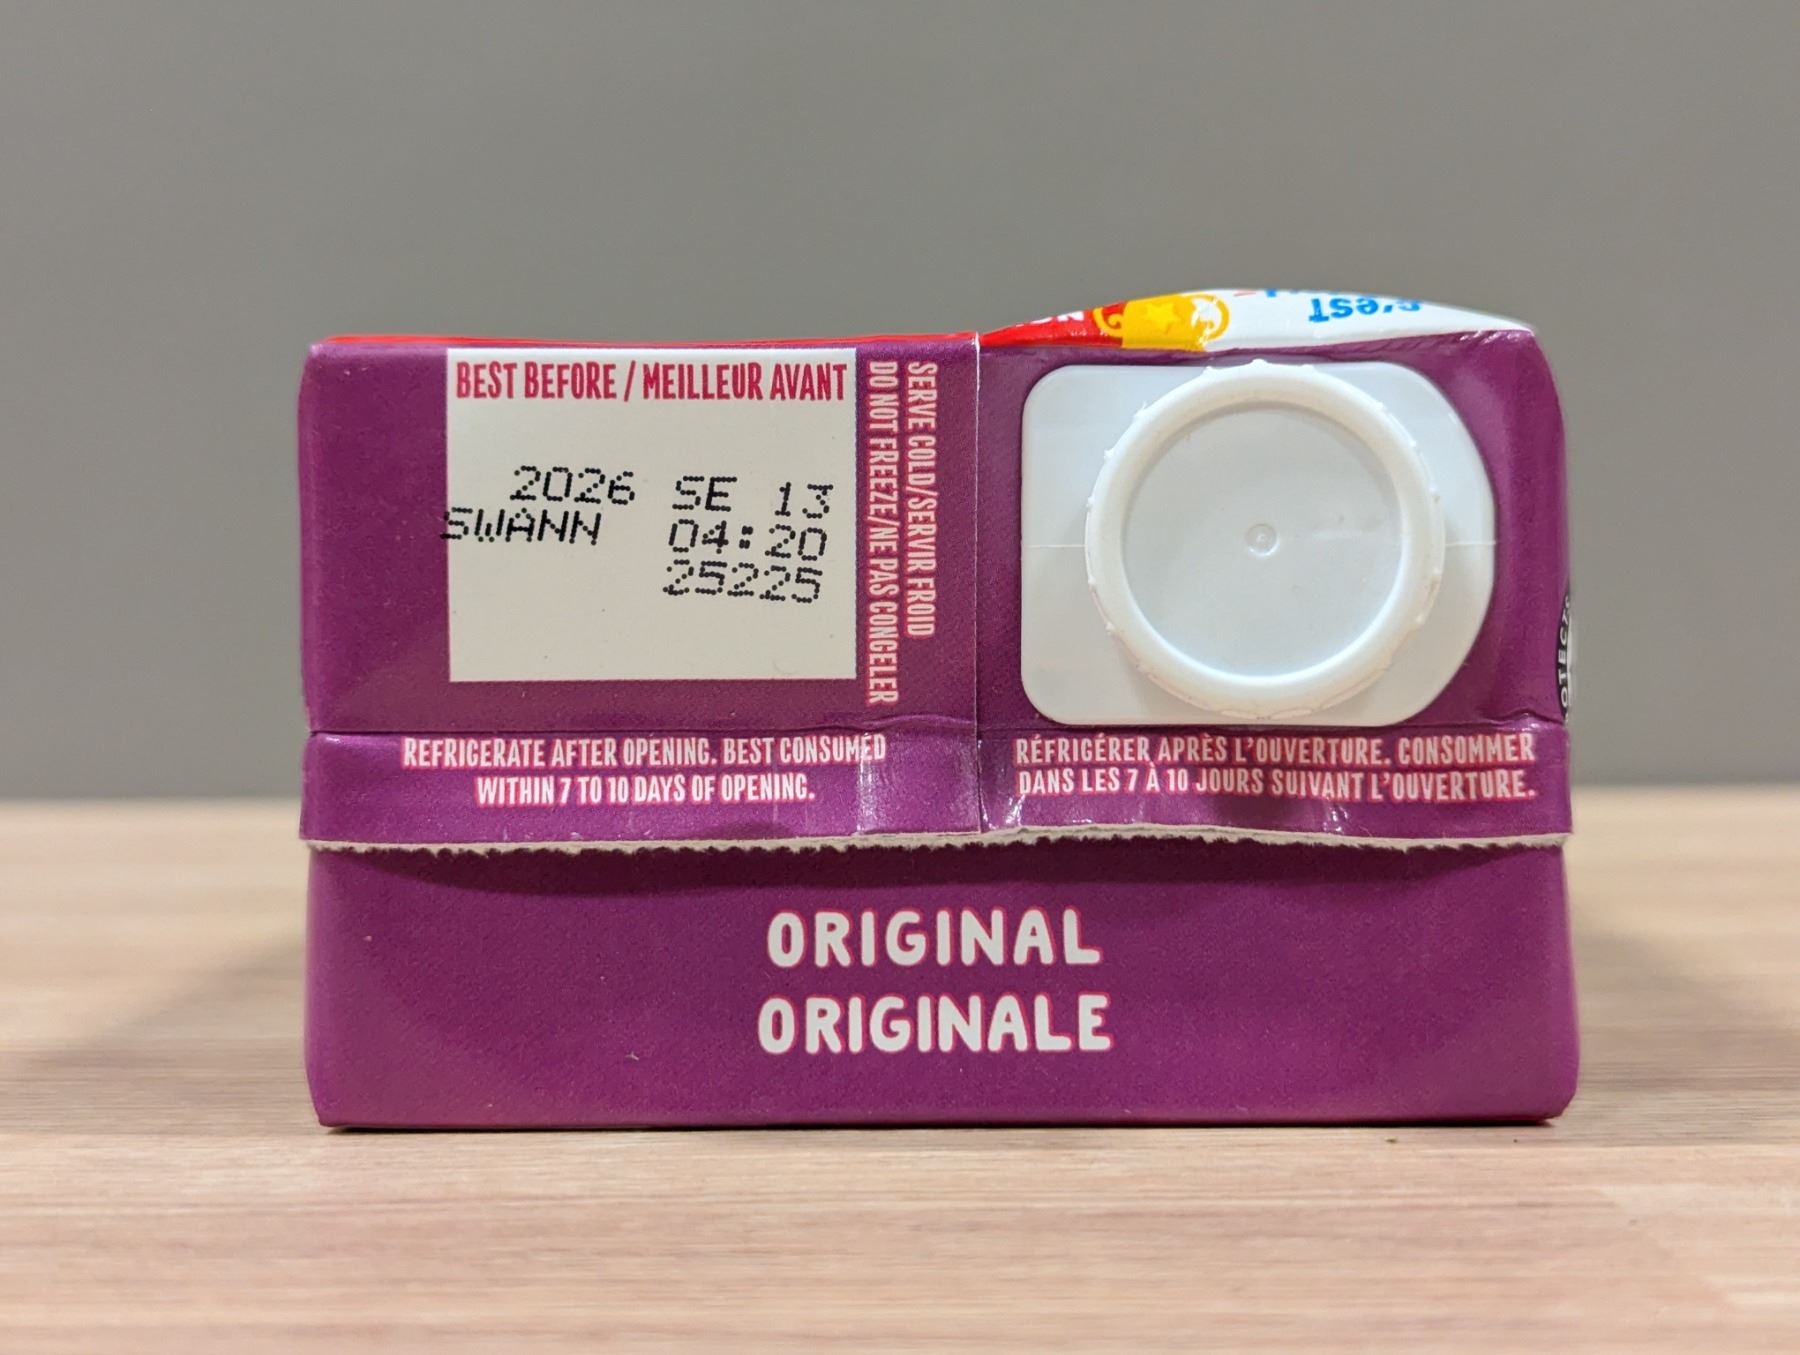 c'est
BEST BEFORE / MEILLEUR AVANT
2026 SE 13
SWANN 04:20
25225
SERVE COLD/SERVIR FROID
DO NOT FREEZE/NE PAS CONGELER
REFRIGERATE AFTER OPENING. BEST CONSUMED
WITHIN 7 TO 10 DAYS OF OPENING.
RÉFRIGÉRER APRÈS L'OUVERTURE. CONSOMMER
DANS LES 7 À 10 JOURS SUIVANT L'OUVERTURE.
ORIGINAL
ORIGINALE